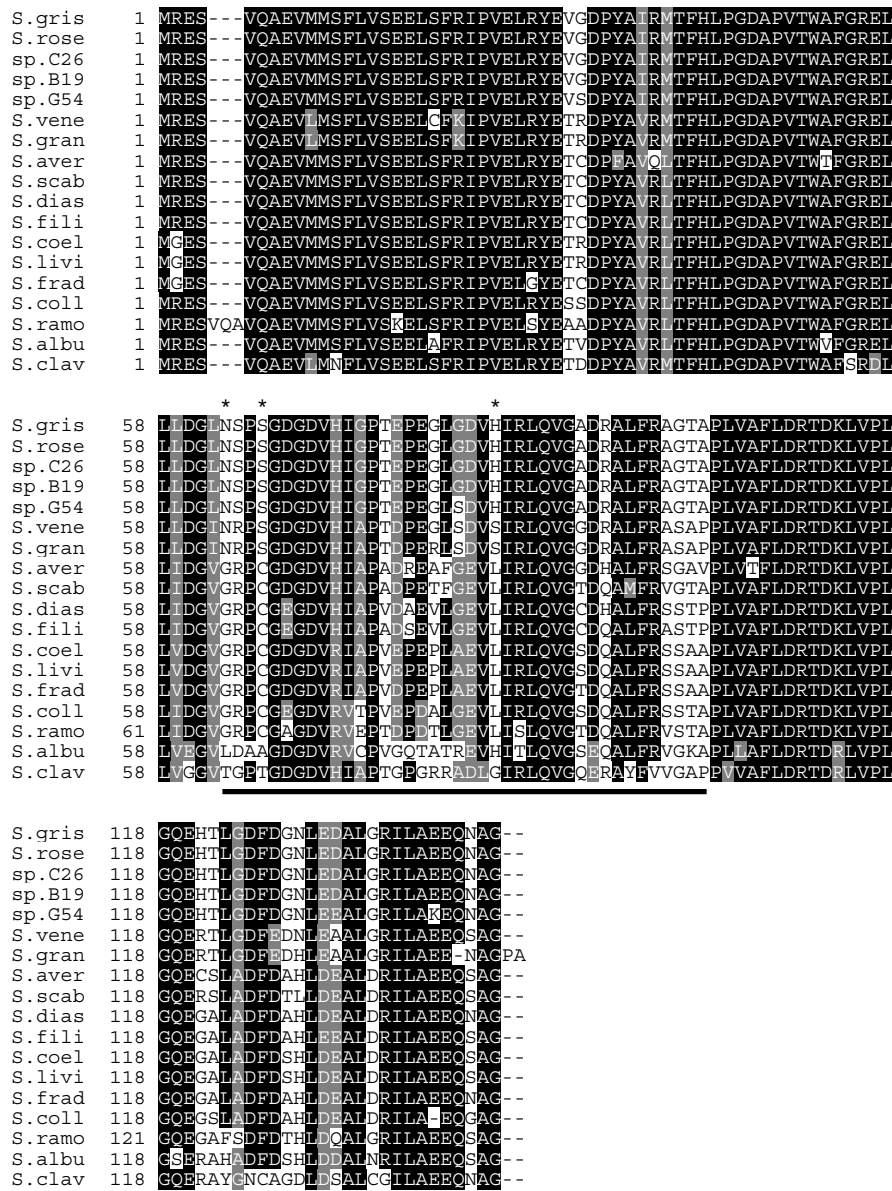 S.gris 1 MRES---VQAEVMMSFLVSEELSFRIPVELRYEVGDPYAIRMTFHLPGDAPVTWAFGREL
S.rose 1 MRES---VQAEVMMSFLVSEELSFRIPVELRYEVGDPYAIRMTFHLPGDAPVTWAFGREL
sp.C26 1 MRES---VQAEVMMSFLVSEELSFRIPVELRYEVGDPYAIRMTFHLPGDAPVTWAFGREL
sp.B19 1 MRES---VQAEVMMSFLVSEELSFRIPVELRYEVGDPYAIRMTFHLPGDAPVTWAFGREL
sp.G54 1 MRES---VQAEVMMSFLVSEELSFRIPVELRYEVSDPYAIRMTFHLPGDAPVTWAFGREL
S.vene 1 MRES---VQAEVLMSFLVSEELCFKIPVELRYETRDPYAVRMTFHLPGDAPVTWAFGREL
S.gran 1 MRES---VQAEVLMSFLVSEELSFKIPVELRYETRDPYAVRMTFHLPGDAPVTWAFGREL
S.aver 1 MRES---VQAEVMMSFLVSEELSFRIPVELRYETCDPFAVQLTFHLPGDAPVTWTFGREL
S.scab 1 MRES---VQAEVMMSFLVSEELSFRIPVELRYETCDPYAVRLTFHLPGDAPVTWAFGREL
S.dias 1 MRES---VQAEVMMSFLVSEELSFRIPVELRYETCDPYAVRLTFHLPGDAPVTWAFGREL
S.fili 1 MRES---VQAEVMMSFLVSEELSFRIPVELRYETCDPYAVRLTFHLPGDAPVTWAFGREL
S.coel 1 MGES---VQAEVMMSFLVSEELSFRIPVELRYETRDPYAVRLTFHLPGDAPVTWAFGREL
S.livi 1 MGES---VQAEVMMSFLVSEELSFRIPVELRYETRDPYAVRLTFHLPGDAPVTWAFGREL
S.frad 1 MGES---VQAEVMMSFLVSEELSFRIPVELGYETCDPYAVRLTFHLPGDAPVTWAFGREL
S.coll 1 MRES---VQAEVMMSFLVSEELSFRIPVELRYESSDPYAVRLTFHLPGDAPVTWAFGREL
S.ramo 1 MRESVQAVQAEVMMSFLVSKELSFRIPVELSYEAADPYAVRLTFHLPGDAPVTWAFGREL
S.albu 1 MRES---VQAEVMMSFLVSEELAFRIPVELRYETVDPYAVRMTFHLPGDAPVTWVFGREL
S.clav 1 MRES---VQAEVLMNFLVSEELSFRIPVELRYETDDPYAVRMTFHLPGDAPVTWAFSRDL
* * *
S.gris 58 LLDGLNSPSGDGDVHIGPTEPEGLGDVHIRLQVGADRALFRAGTAPLVAFLDRTDKLVPL
S.rose 58 LLDGLNSPSGDGDVHIGPTEPEGLGDVHIRLQVGADRALFRAGTAPLVAFLDRTDKLVPL
sp.C26 58 LLDGLNSPSGDGDVHIGPTEPEGLGDVHIRLQVGADRALFRAGTAPLVAFLDRTDKLVPL
sp.B19 58 LLDGLNSPSGDGDVHIGPTEPEGLGDVHIRLQVGADRALFRAGTAPLVAFLDRTDKLVPL
sp.G54 58 LLDGLNSPSGDGDVHIGPTEPEGLSDVHIRLQVGADRALFRAGTAPLVAFLDRTDKLVPL
S.vene 58 LLDGINRPSGDGDVHIAPTDPEGLSDVSIRLQVGGDRALFRASAPPLVAFLDRTDKLVPL
S.gran 58 LLDGINRPSGDGDVHIAPTDPERLSDVSIRLQVGGDRALFRASAPPLVAFLDRTDKLVPL
S.aver 58 LIDGVGRPCGDGDVHIAPADREAFGEVLIRLQVGGDHALFRSGAVPLVTFLDRTDKLVPL
S.scab 58 LIDGVGRPCGDGDVHIAPADPETFGEVLIRLQVGTDQAMFRVGTAPLVAFLDRTDKLVPL
S.dias 58 LIDGVGRPCGEGDVHIAPVDAEVLGEVLIRLQVGCDQALFRSSTPPLVAFLDRTDKLVPL
S.fili 58 LIDGVGRPCGEGDVHIAPADSEVLGEVLIRLQVGCDQALFRASTPPLVAFLDRTDKLVPL
S.coel 58 LVDGVGRPCGDGDVRIAPVEPEPLAEVLIRLQVGSDQALFRSSAAPLVAFLDRTDKLVPL
S.livi 58 LVDGVGRPCGDGDVRIAPVEPEPLAEVLIRLQVGSDQALFRSSAAPLVAFLDRTDKLVPL
S.frad 58 LVDGVGRPCGEGDVRIAPVDPEPLAEVLIRLQVGTDQALFRSSAAPLVAFLDRTDKLVPL
S.coll 58 LIDGVGRPCGEGDVRVTPVEPDALGEVLIRLQVGSDQALFRSSTAPLVAFLDRTDKLVPL
S.ramo 61 LIDGVGRPCGAGDVRVEPTDPDTLGEVLISLQVGTDQALFRVSTAPLVAFLDRTDKLVPL
S.albu 58 LVEGVLDAAGDGDVRVCPVGQTATREVHITLQVGSEQALFRVGKAPLLAFLDRTDRLVPL
S.clav 58 LVGGVTGPTGDGDVHIAPTGPGRRADLGIRLQVGQERAYFVVGAPPVVAFLDRTDRLVPL
S.gris 118 GQEHTLGDFDGNLEDALGRILAEEQNAG--
S.rose 118 GQEHTLGDFDGNLEDALGRILAEEQNAG--
sp.C26 118 GQEHTLGDFDGNLEDALGRILAEEQNAG--
sp.B19 118 GQEHTLGDFDGNLEDALGRILAEEQNAG--
sp.G54 118 GQEHTLGDFDGNLEEALGRILAKEQNAG--
S.vene 118 GQERTLGDFEDNLEAALGRILAEEQSAG--
S.gran 118 GQERTLGDFEDHLEAALGRILAEE-NAGPA
S.aver 118 GQECSLADFDAHLDEALDRILAEEQSAG--
S.scab 118 GQERSLADFDTLLDEALDRILAEEQSAG--
S.dias 118 GQEGALADFDAHLDEALDRILAEEQNAG--
S.fili 118 GQEGALADFDAHLEEALDRILAEEQNAG--
S.coel 118 GQEGALADFDSHLDEALDRILAEEQSAG--
S.livi 118 GQEGALADFDSHLDEALDRILAEEQSAG--
S.frad 118 GQEGALADFDAHLDEALDRILAEEQNAG--
S.coll 118 GQEGSLADFDAHLDEALDRILA-EQGAG--
S.ramo 121 GQEGAFSDFDTHLDQALGRILAEEQSAG--
S.albu 118 GSERAHADFDSHLDDALNRILAEEQSAG--
S.clav 118 GQERAYGNCAGDLDSALCGILAEEQSAG--